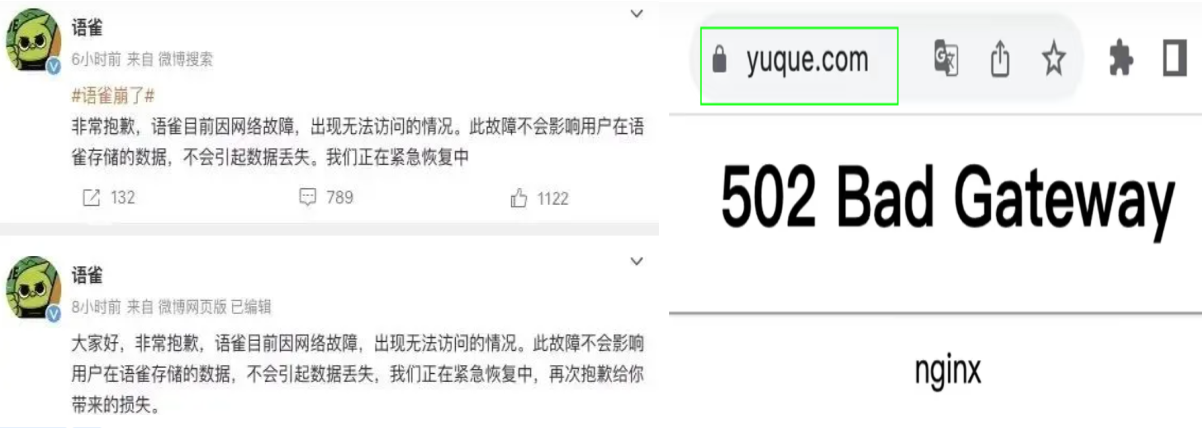 语雀
6小时前 来自 微博搜索
#语雀崩了#
非常抱歉，语雀目前因网络故障，出现无法访问的情况。此故障不会影响用户在语
雀存储的数据，不会引起数据丢失。我们正在紧急恢复中
132 789 1122
语雀
8小时前 来自 微博网页版 已编辑
大家好，非常抱歉，语雀目前因网络故障，出现无法访问的情况。此故障不会影响
用户在语雀存储的数据，不会引起数据丢失，我们正在紧急恢复中，再次抱歉给你
带来的损失。
yuque.com
502 Bad Gateway
nginx